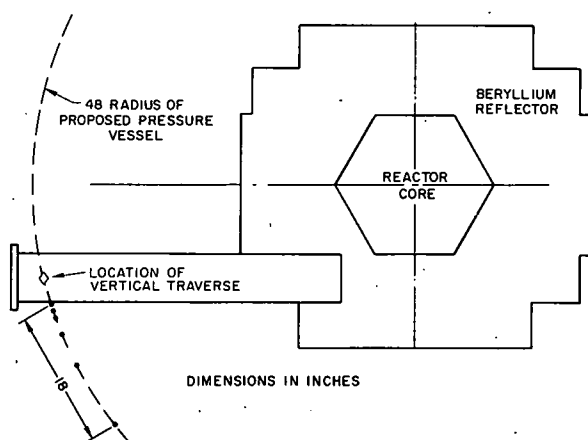 48 RADIUS OF
PROPOSED PRESSURE
VESSEL
BERYLLIUM
REFLECTOR
REACTOR
CORE
LOCATION OF
VERTICAL TRAVERSE
18
DIMENSIONS IN INCHES